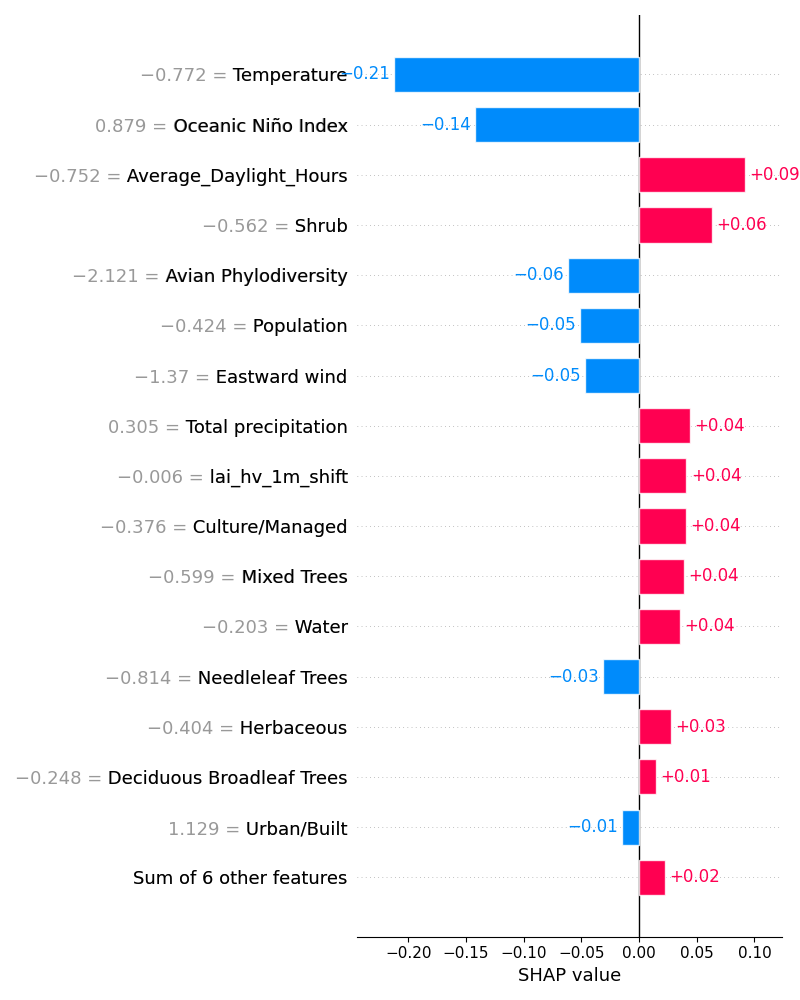 −0.772 = Temperature −0.21
0.879 = Oceanic Niño Index −0.14
−0.752 = Average_Daylight_Hours +0.09
−0.562 = Shrub +0.06
−2.121 = Avian Phylodiversity −0.06
−0.424 = Population −0.05
−1.37 = Eastward wind −0.05
0.305 = Total precipitation +0.04
−0.006 = lai_hv_1m_shift +0.04
−0.376 = Culture/Managed +0.04
−0.599 = Mixed Trees +0.04
−0.203 = Water +0.04
−0.814 = Needleleaf Trees −0.03
−0.404 = Herbaceous +0.03
−0.248 = Deciduous Broadleaf Trees +0.01
1.129 = Urban/Built −0.01
Sum of 6 other features +0.02
−0.20 −0.15 −0.10 −0.05 0.00 0.05 0.10
SHAP value